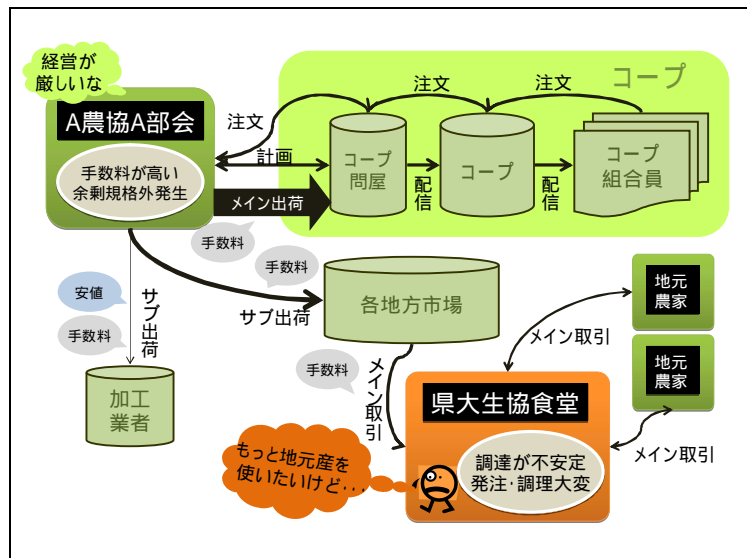 経営が
厳しいな
A農協A部会
手数料が高い
余剰規格外発生
コープ
注文
注文
注文
計画
メイン出荷
コープ
問屋
配信
コープ
配信
コープ
組合員
手数料
手数料
サブ出荷
各地方市場
安値
手数料
サブ出荷
加工
業者
手数料
メイン取引
地元
農家
メイン取引
地元
農家
メイン取引
県大生協食堂
調達が不安定
発注・調理大変
もっと地元産を
使いたいけど・・・